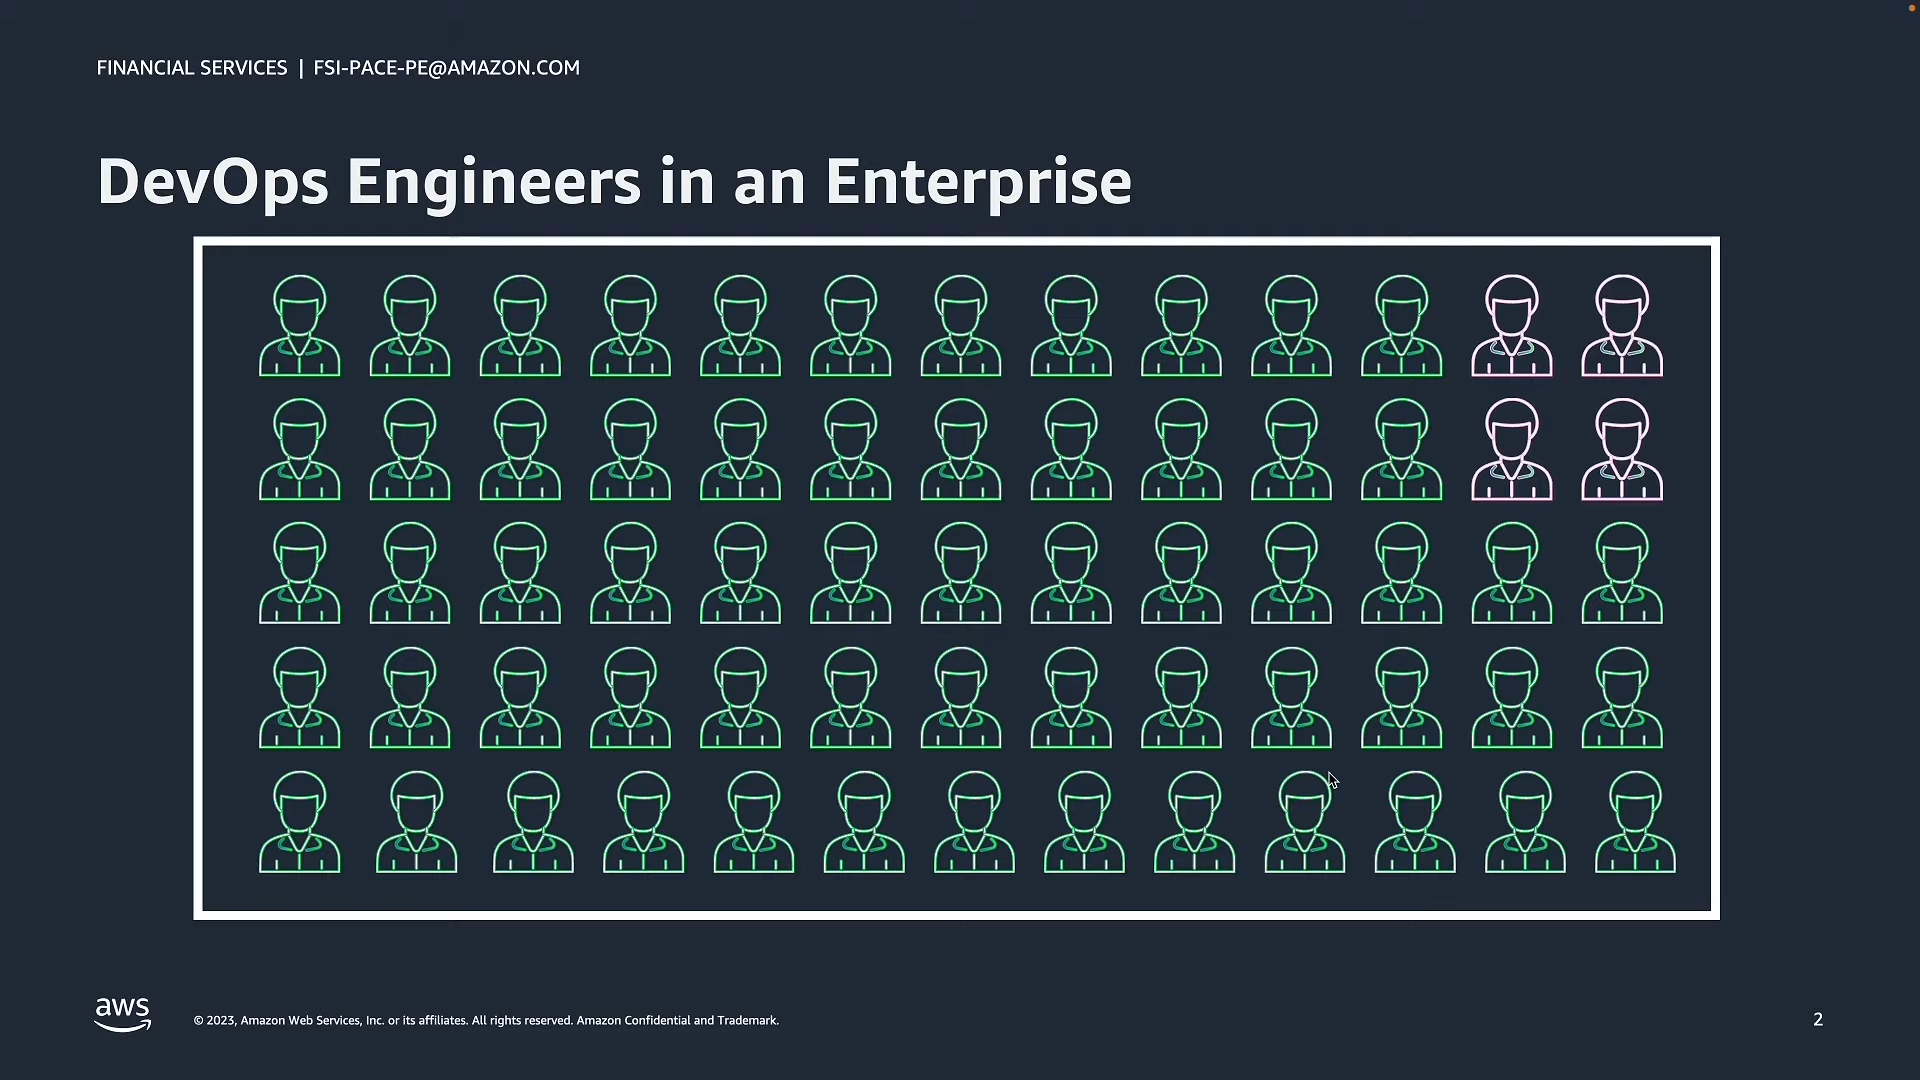 FINANCIAL SERVICES | FSI-PACE-PE@AMAZON.COM
DevOps Engineers in an Enterprise
aws
© 2023, Amazon Web Services, Inc. or its affiliates. All rights reserved. Amazon Confidential and Trademark.
2